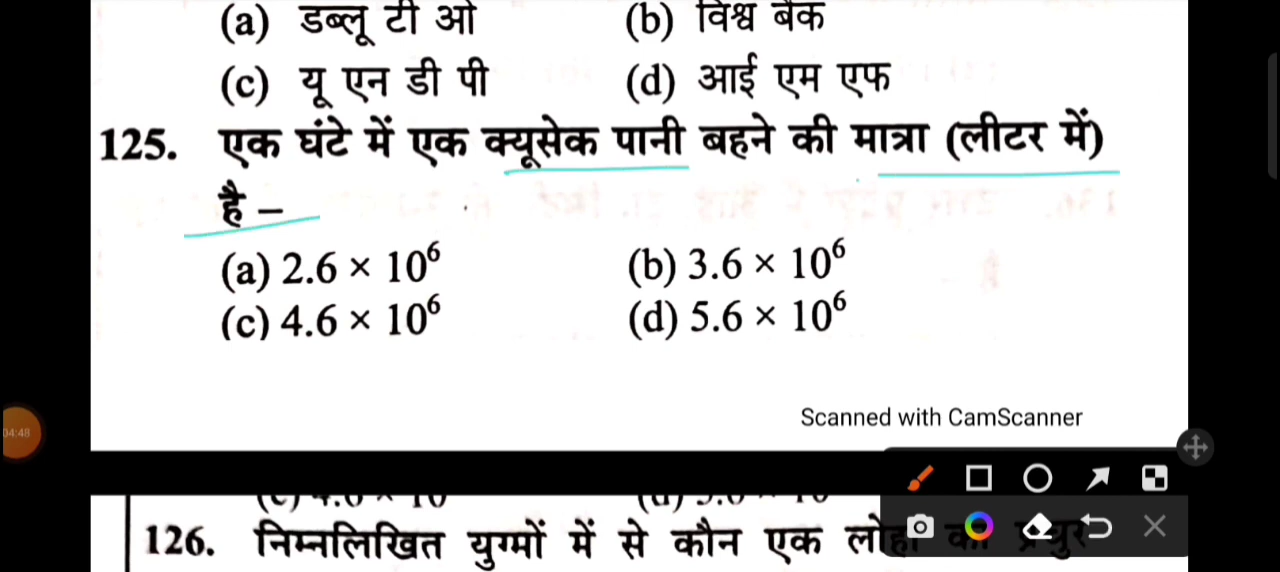 (a) डब्लू टी ओ (b) विश्व बैंक
(c) यू एन डी पी (d) आई एम एफ
125. एक घंटे में एक क्यूसेक पानी बहने की मात्रा (लीटर में)
है –
(a) 2.6 × 10⁶ (b) 3.6 × 10⁶
(c) 4.6 × 10⁶ (d) 5.6 × 10⁶
04:48
Scanned with CamScanner
126. निम्नलिखित युग्मों में से कौन एक